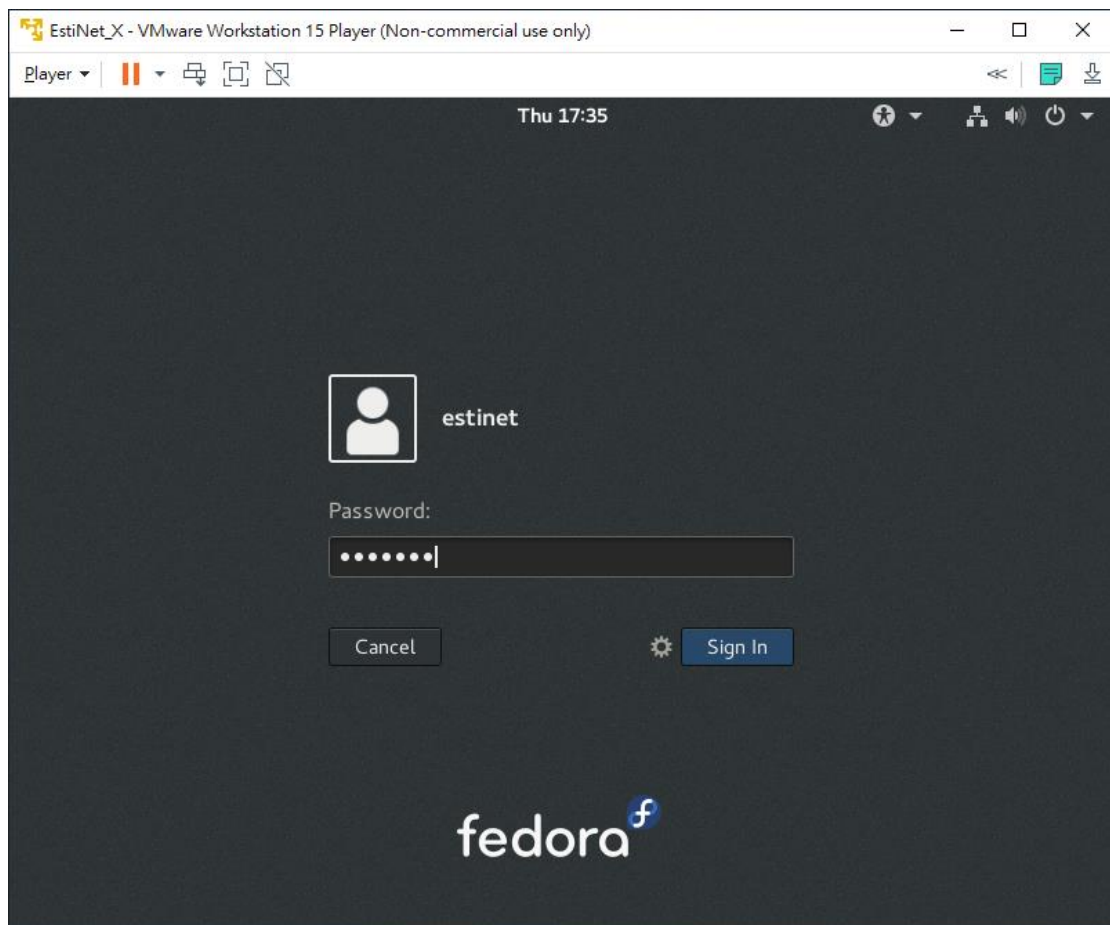 EstiNet_X - VMware Workstation 15 Player (Non-commercial use only)
Player
Thu 17:35
estinet
Password:
Cancel
Sign In
fedora